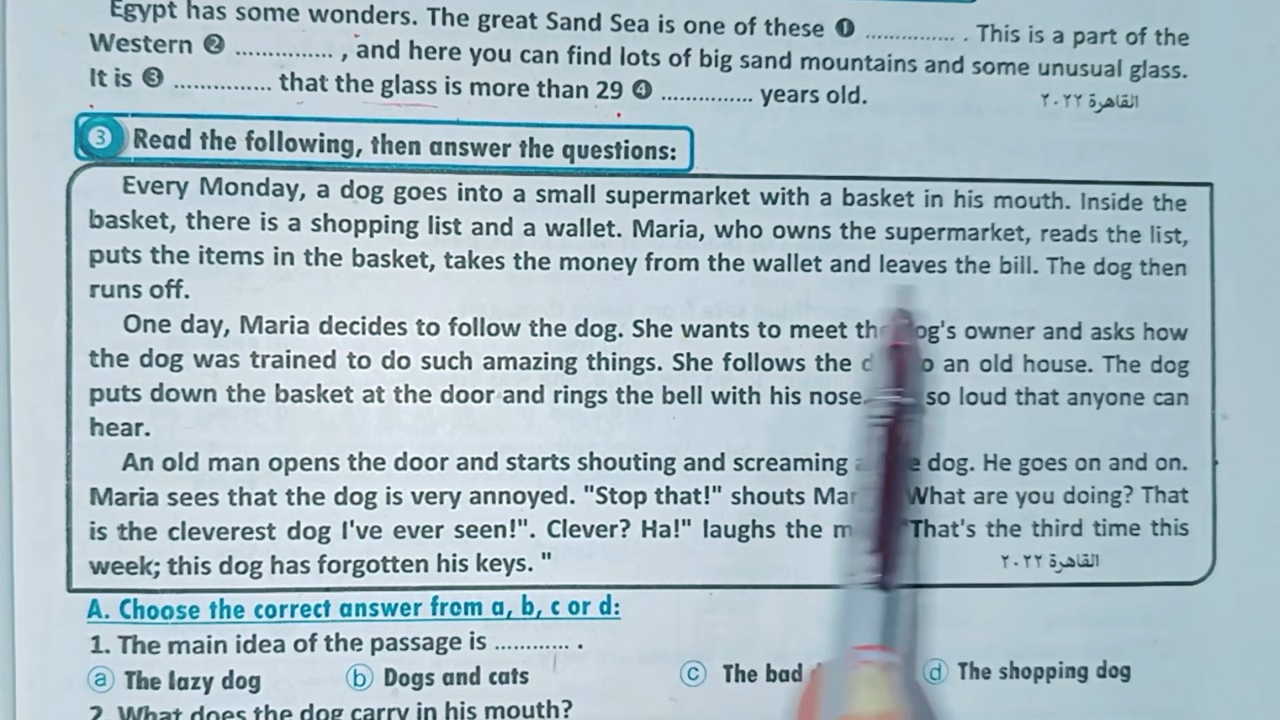 Egypt has some wonders. The great Sand Sea is one of these ❶ .............. . This is a part of the
Western ❷ .............. , and here you can find lots of big sand mountains and some unusual glass.
It is ❸ .............. that the glass is more than 29 ❹ .............. years old.
القاهرة ٢٠٢٢
3 Read the following, then answer the questions:
Every Monday, a dog goes into a small supermarket with a basket in his mouth. Inside the
basket, there is a shopping list and a wallet. Maria, who owns the supermarket, reads the list,
puts the items in the basket, takes the money from the wallet and leaves the bill. The dog then
runs off.
One day, Maria decides to follow the dog. She wants to meet the dog's owner and asks how
the dog was trained to do such amazing things. She follows the an old house. The dog
puts down the basket at the door and rings the bell with his nose. so loud that anyone can
hear.
An old man opens the door and starts shouting and screaming dog. He goes on and on.
Maria sees that the dog is very annoyed. "Stop that!" shouts What are you doing? That
is the cleverest dog I've ever seen!". Clever? Ha!" laughs the "That's the third time this
week; this dog has forgotten his keys. "
القاهرة ٢٠٢٢
A. Choose the correct answer from a, b, c or d:
1. The main idea of the passage is ............ .
ⓐ The lazy dog ⓑ Dogs and cats ⓒ The bad ⓓ The shopping dog
2. What does the dog carry in his mouth?